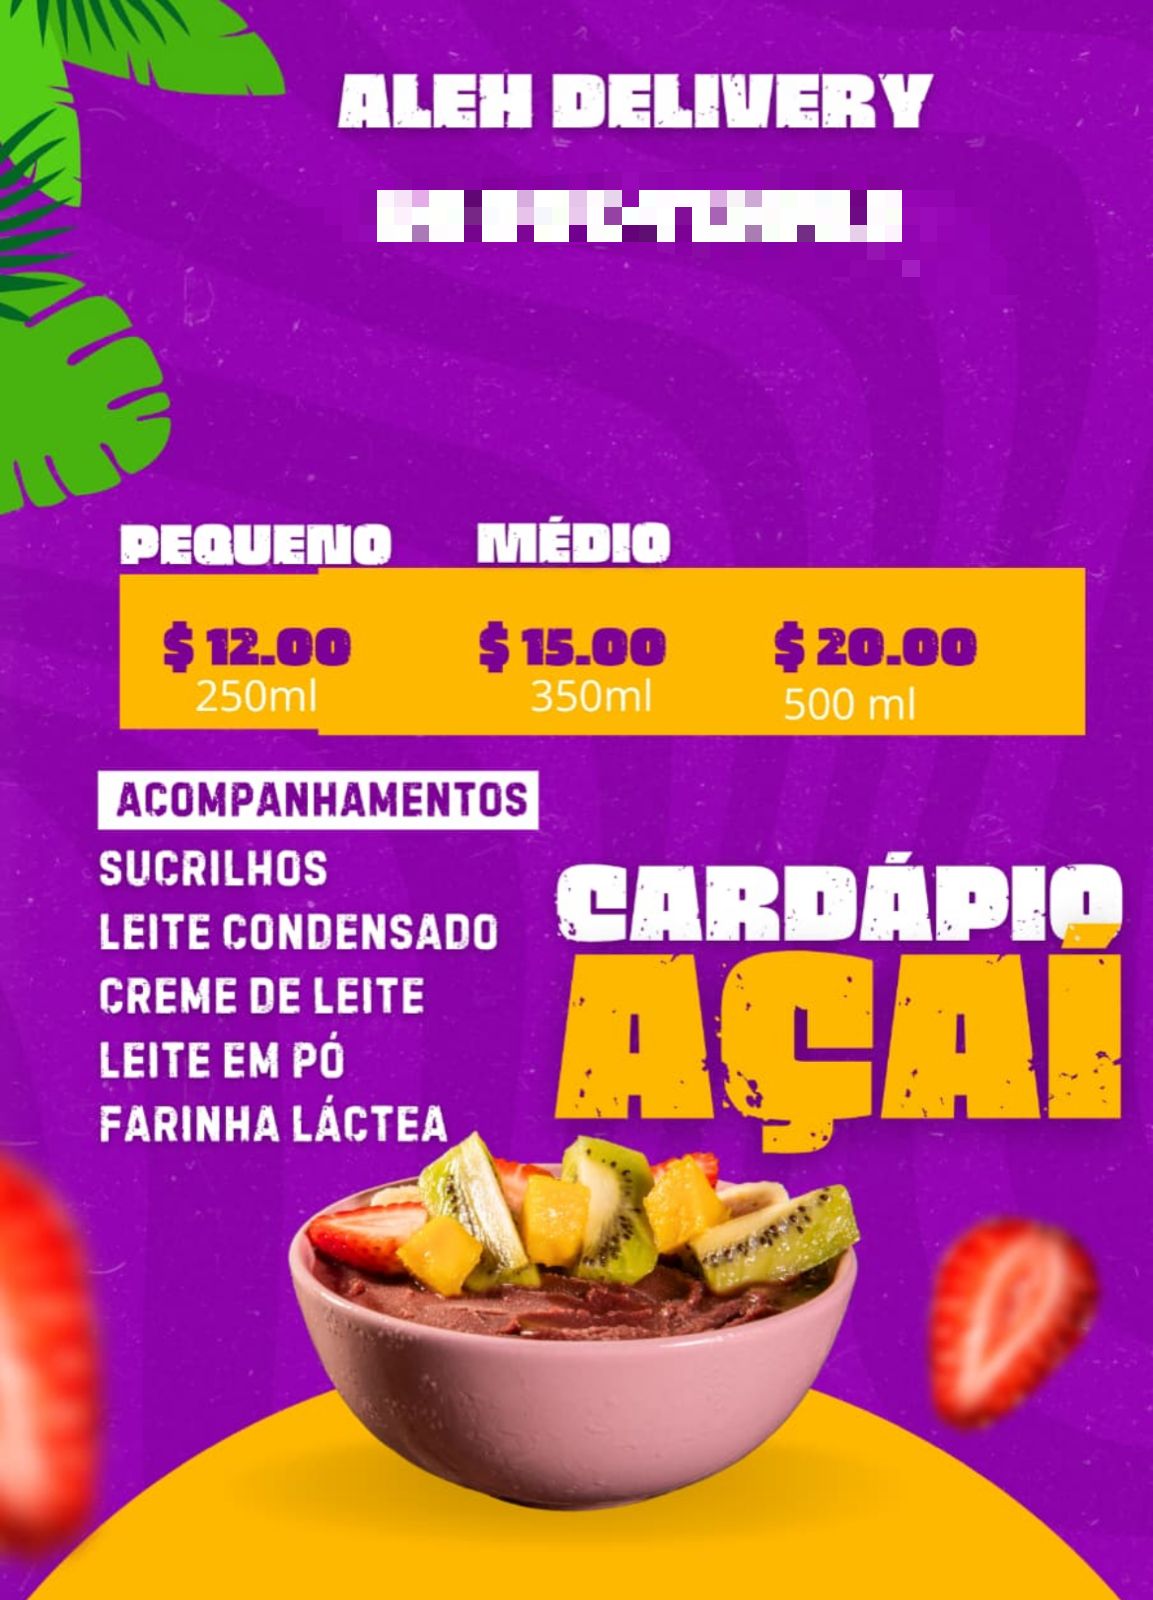 ALEH DELIVERY
PEQUENO MÉDIO
$ 12.00 $ 15.00 $ 20.00
250ml 350ml 500 ml
ACOMPANHAMENTOS
SUCRILHOS
LEITE CONDENSADO
CREME DE LEITE
LEITE EM PÓ
FARINHA LÁCTEA
CARDÁPIO
AÇAÍ